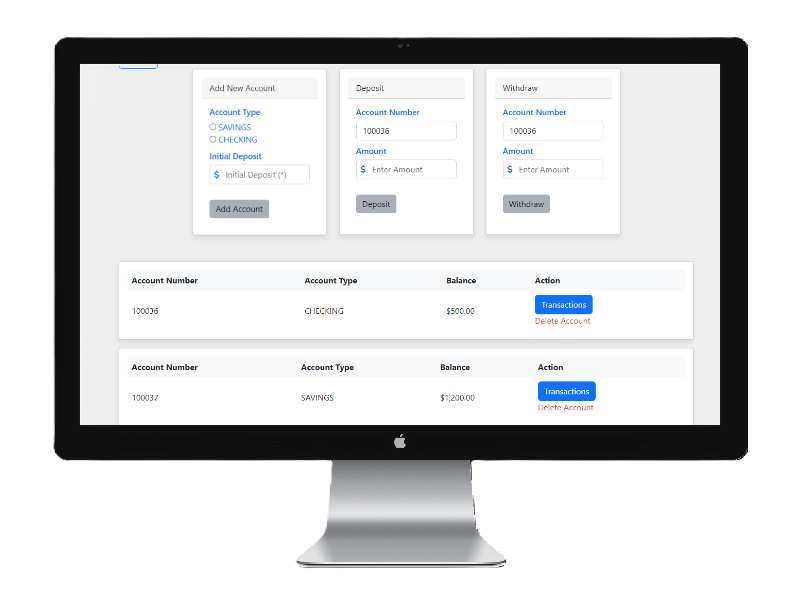 Add New Account
Account Type
SAVINGS
CHECKING
Initial Deposit
$ Initial Deposit (*)
Add Account
Deposit
Account Number
100036
Amount
$ Enter Amount
Deposit
Withdraw
Account Number
100036
Amount
$ Enter Amount
Withdraw
Account Number Account Type Balance Action
100036 CHECKING $500.00 Transactions
Delete Account
Account Number Account Type Balance Action
100037 SAVINGS $1,200.00 Transactions
Delete Account